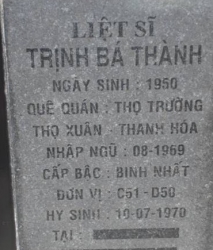 LIỆT SĨ
TRỊNH BÁ THÀNH
NGÀY SINH : 1950
QUÊ QUÁN : THỌ TRƯỜNG
THỌ XUÂN - THANH HÓA
NHẬP NGŨ : 08-1969
CẤP BẬC : BINH NHẤT
ĐƠN VỊ : C51 - D50
HY SINH : 10-07-1970
TẠI :